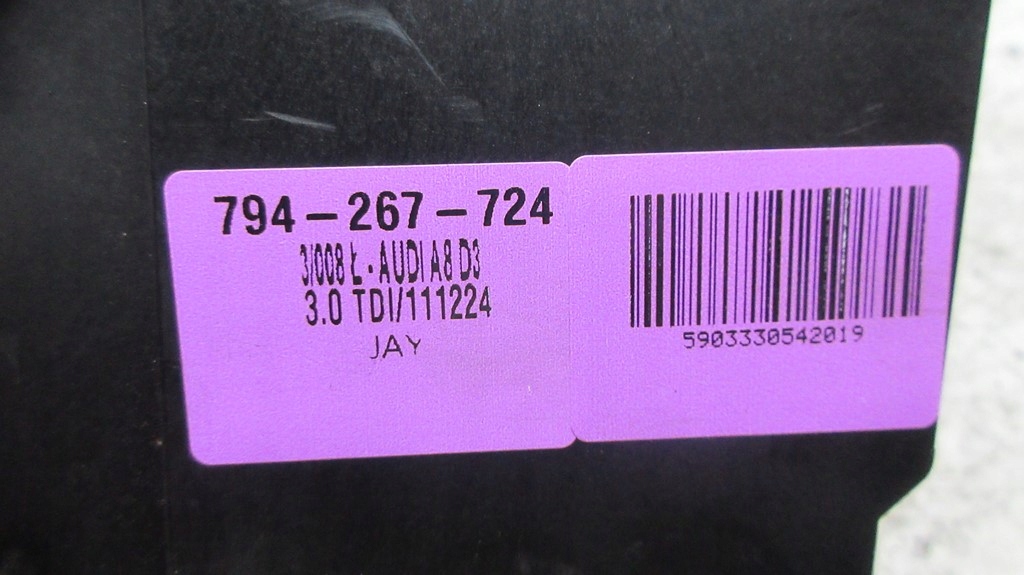 794-267-724
3/008 Ł - AUDI A8 D3
3.0 TDI/111224
JAY
5903330542019